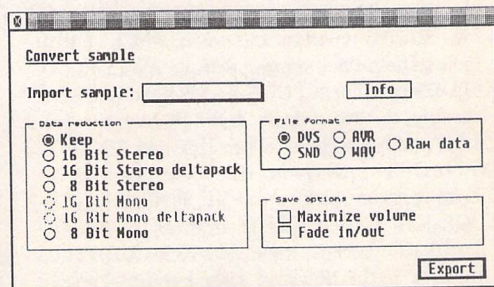 Convert sample
Import sample:
Info
Data reduction
Keep
16 Bit Stereo
16 Bit Stereo deltapack
8 Bit Stereo
16 Bit Mono
16 Bit Mono deltapack
8 Bit Mono
File format
DVS AVR
SND WAV
Raw data
Save options
Maximize volume
Fade in/out
Export